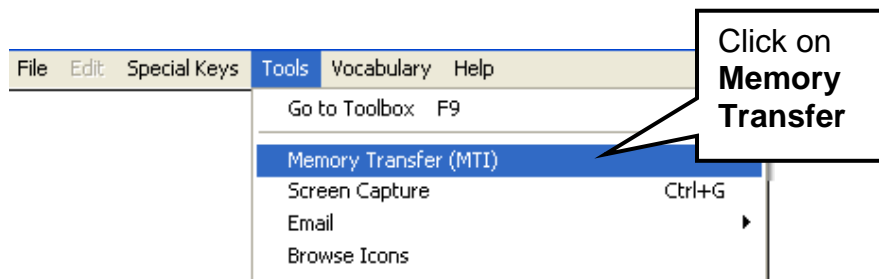 Click on
Memory
Transfer
File Edit Special Keys Tools Vocabulary Help
Go to Toolbox F9
Memory Transfer (MTI)
Screen Capture Ctrl+G
Email
Browse Icons